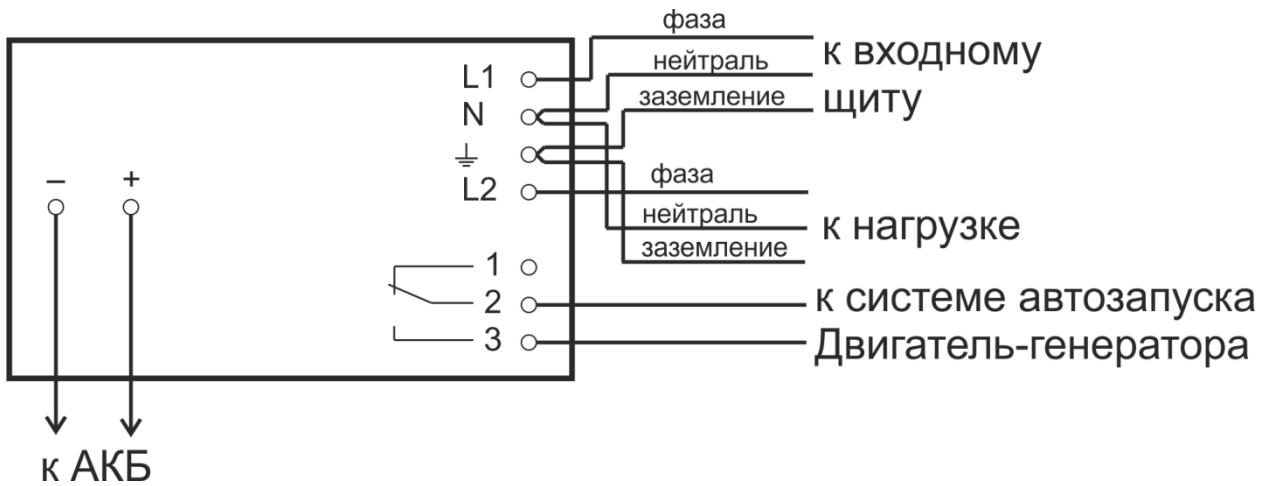 фаза
L1
нейтраль
к входному
N
заземление
щиту
– +
L2
фаза
нейтраль
к нагрузке
заземление
1
2
к системе автозапуска
3
Двигатель-генератора
к АКБ